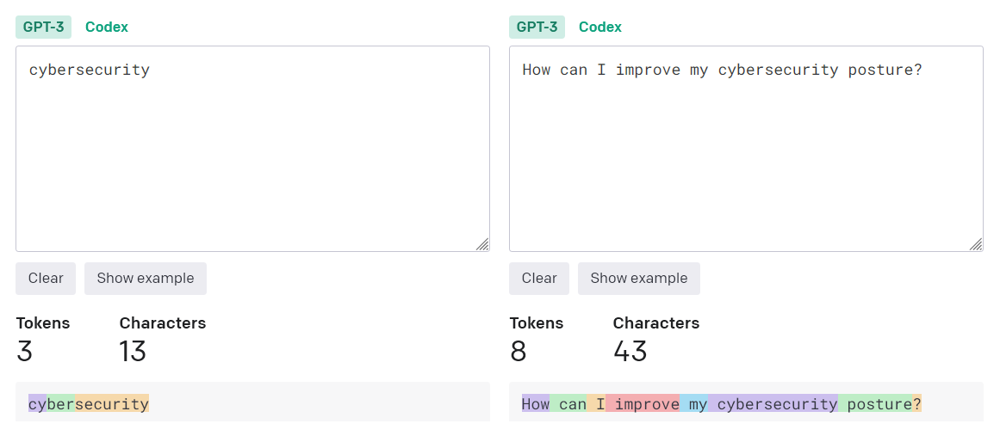 GPT-3 Codex
cybersecurity
Clear Show example
Tokens Characters
3 13
cybersecurity
GPT-3 Codex
How can I improve my cybersecurity posture?
Clear Show example
Tokens Characters
8 43
How can I improve my cybersecurity posture?